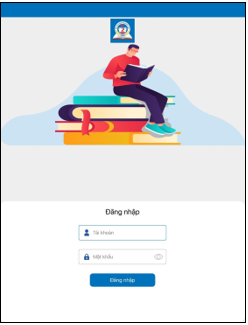 Đăng nhập
Tài khoản
Mật khẩu
Đăng nhập